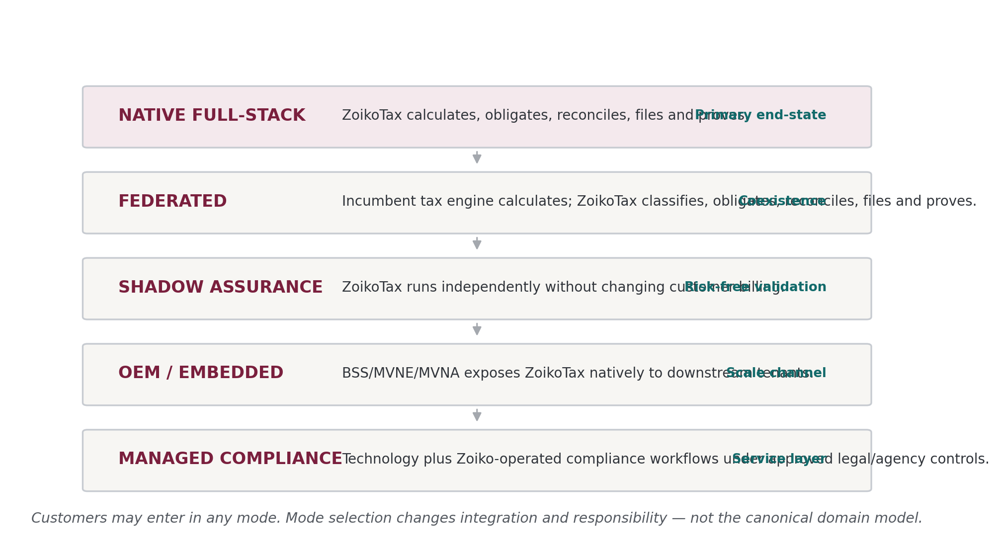 NATIVE FULL-STACK ZoikoTax calculates, obligates, reconciles, files and proves. Primary end-state
FEDERATED Incumbent tax engine calculates; ZoikoTax classifies, obligates, reconciles, files and proves. Coexistence
SHADOW ASSURANCE ZoikoTax runs independently without changing customer billing. Risk-free validation
OEM / EMBEDDED BSS/MVNE/MVNA exposes ZoikoTax natively to downstream tenants. Scale channel
MANAGED COMPLIANCE Technology plus Zoiko-operated compliance workflows under approved legal/agency controls. Service layer
Customers may enter in any mode. Mode selection changes integration and responsibility — not the canonical domain model.